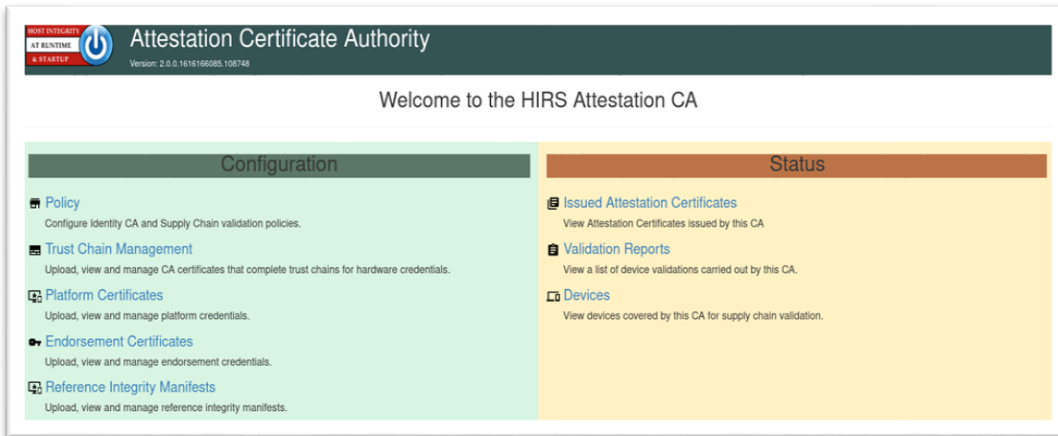 HOST INTEGRITY
AT RUNTIME
& STARTUP
Attestation Certificate Authority
Version: 2.0.0.1616166085.108748
Welcome to the HIRS Attestation CA
Configuration
Policy
Configure Identity CA and Supply Chain validation policies.
Trust Chain Management
Upload, view and manage CA certificates that complete trust chains for hardware credentials.
Platform Certificates
Upload, view and manage platform credentials.
Endorsement Certificates
Upload, view and manage endorsement credentials.
Reference Integrity Manifests
Upload, view and manage reference integrity manifests.
Status
Issued Attestation Certificates
View Attestation Certificates issued by this CA
Validation Reports
View a list of device validations carried out by this CA.
Devices
View devices covered by this CA for supply chain validation.